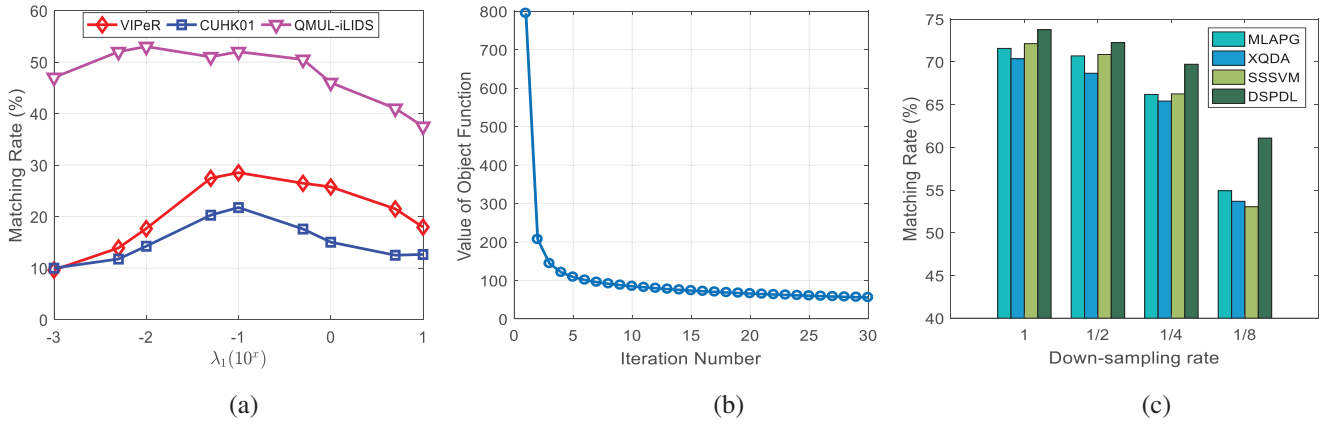 VIPeR CUHK01 QMUL-iLIDS
Matching Rate (%)
60
50
40
30
20
10
0
-3 -2 -1 0 1
λ₁(10ˣ)
(a)
Value of Object Function
800
700
600
500
400
300
200
100
0
0 5 10 15 20 25 30
Iteration Number
(b)
Matching Rate (%)
75
70
65
60
55
50
45
40
MLAPG
XQDA
SSSVM
DSPDL
1 1/2 1/4 1/8
Down-sampling rate
(c)